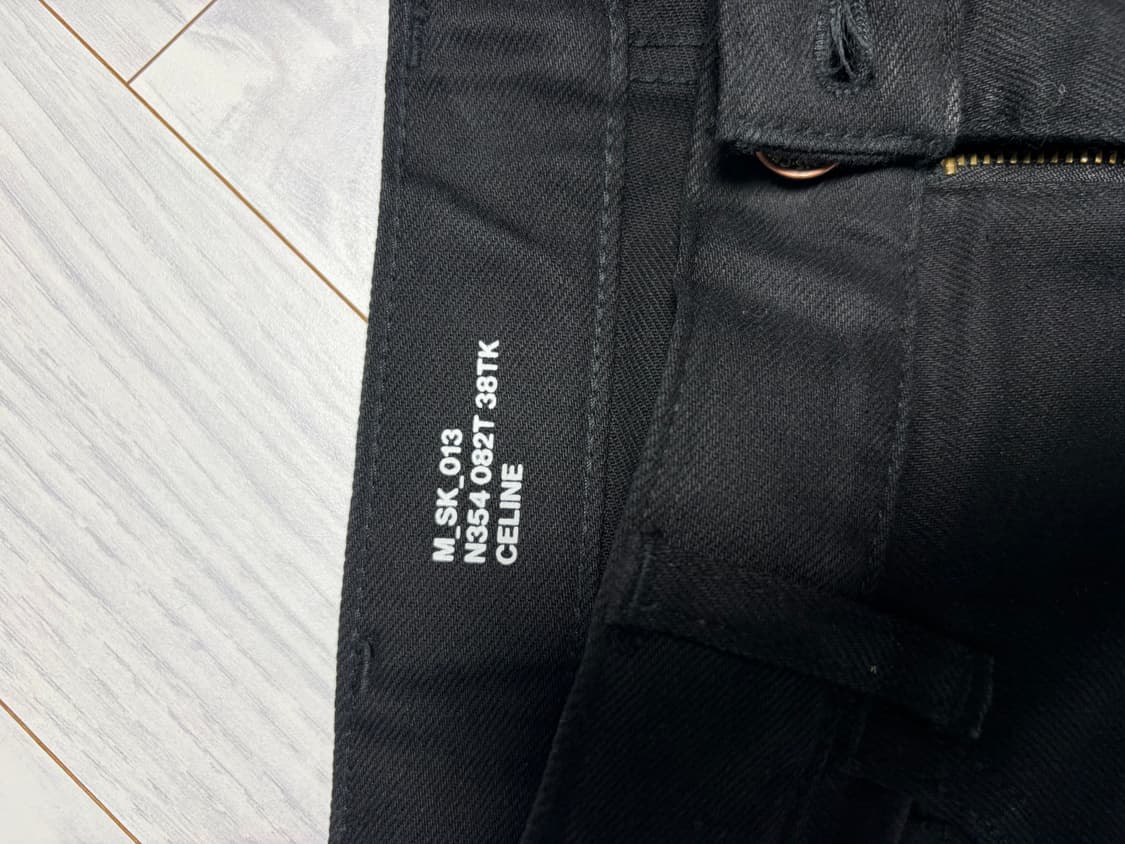 M_SK_013
N354 082T 38TK
CELINE